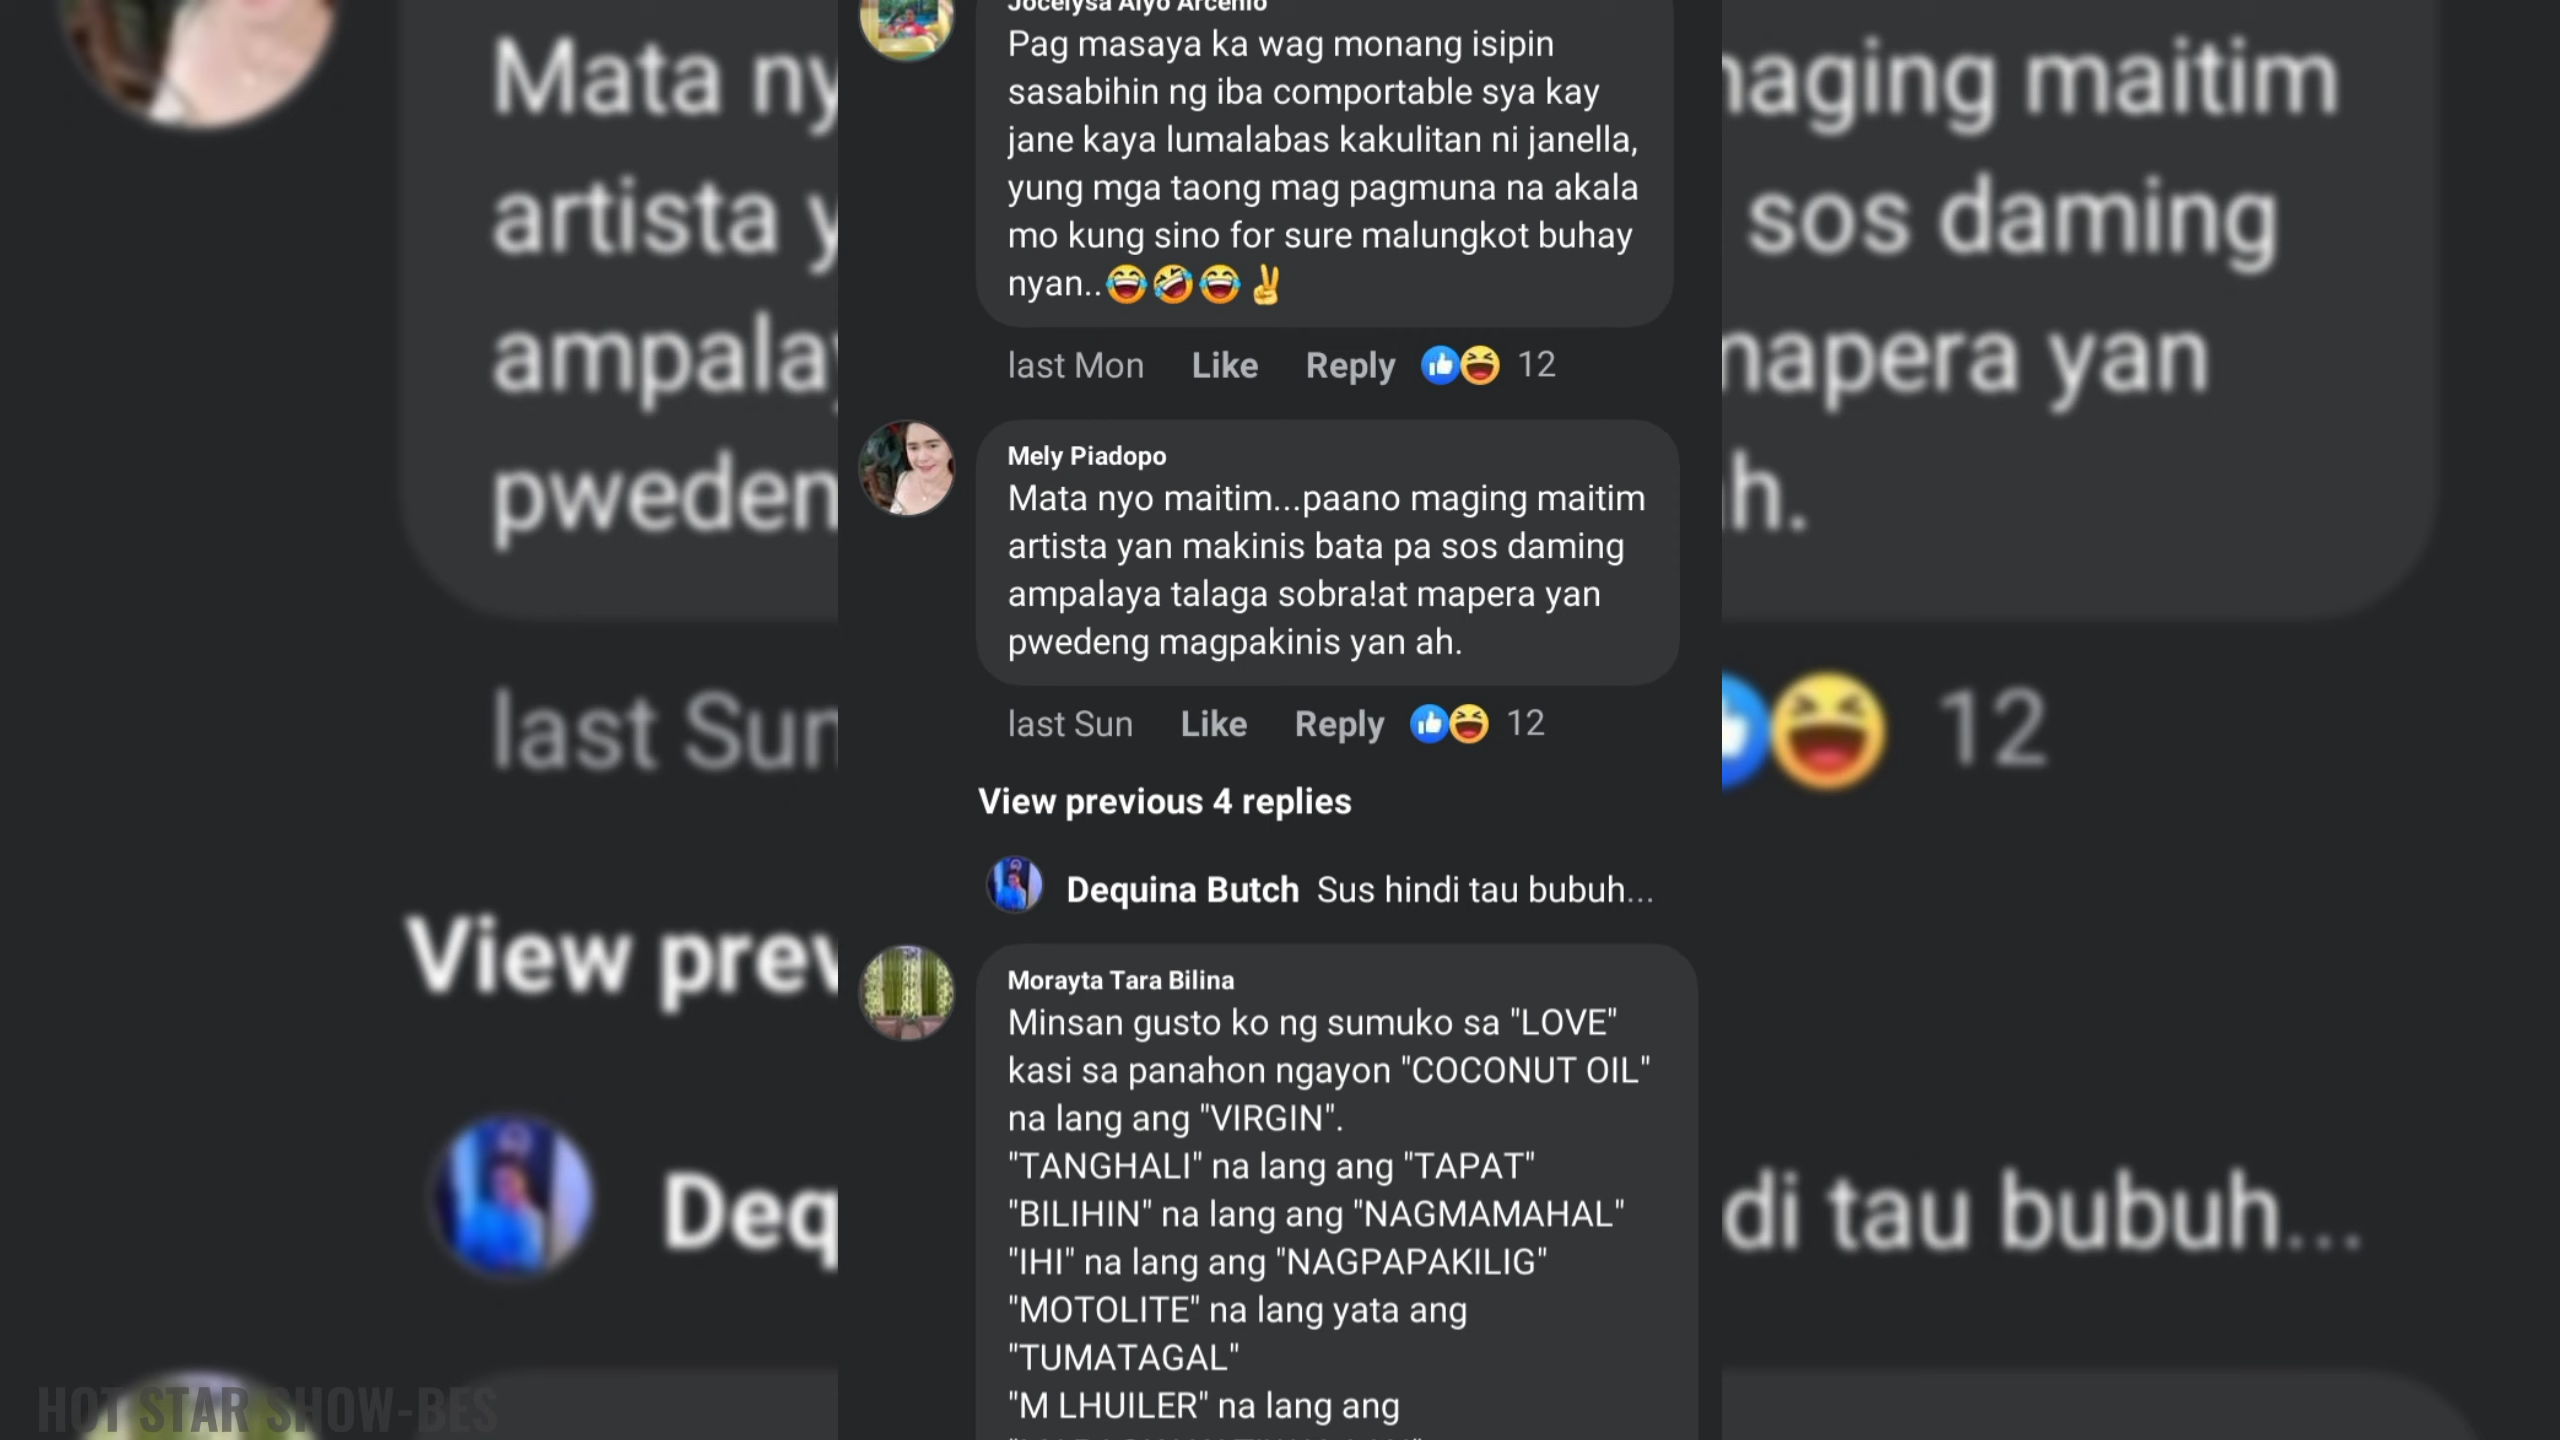 Jocelysa Alyo Arcenio
Pag masaya ka wag monang isipin
sasabihin ng iba comportable sya kay
jane kaya lumalabas kakulitan ni janella,
yung mga taong mag pagmuna na akala
mo kung sino for sure malungkot buhay
nyan..😂🤣😂✌
last Mon Like Reply 12
Mely Piadopo
Mata nyo maitim...paano maging maitim
artista yan makinis bata pa sos daming
ampalaya talaga sobra!at mapera yan
pwedeng magpakinis yan ah.
last Sun Like Reply 12
View previous 4 replies
Dequina Butch Sus hindi tau bubuh...
Morayta Tara Bilina
Minsan gusto ko ng sumuko sa "LOVE"
kasi sa panahon ngayon "COCONUT OIL"
na lang ang "VIRGIN".
"TANGHALI" na lang ang "TAPAT"
"BILIHIN" na lang ang "NAGMAMAHAL"
"IHI" na lang ang "NAGPAPAKILIG"
"MOTOLITE" na lang yata ang
"TUMATAGAL"
"M LHUILER" na lang ang
HOT STAR SHOW-BES